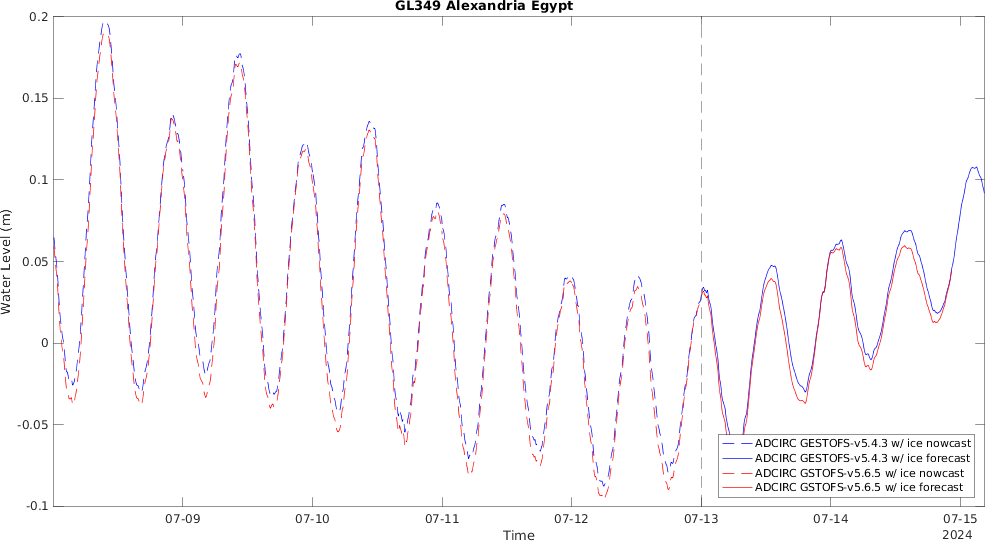 GL349 Alexandria Egypt
0.2
0.15
0.1
0.05
0
-0.05
-0.1
Water Level (m)
ADCIRC GESTOFS-v5.4.3 w/ ice nowcast
ADCIRC GESTOFS-v5.4.3 w/ ice forecast
ADCIRC GSTOFS-v5.6.5 w/ ice nowcast
ADCIRC GSTOFS-v5.6.5 w/ ice forecast
07-09 07-10 07-11 07-12 07-13 07-14 07-15
Time
2024